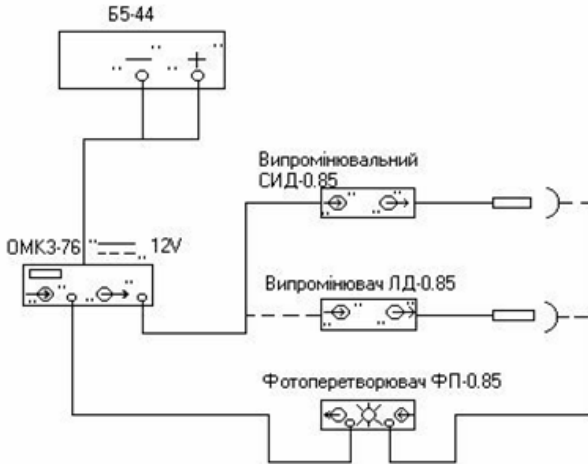 Б5-44
Випромінювальний
СИД-0.85
ОМКЗ-76
12V
Випромінювач ЛД-0.85
Фотоперетворювач ФП-0.85